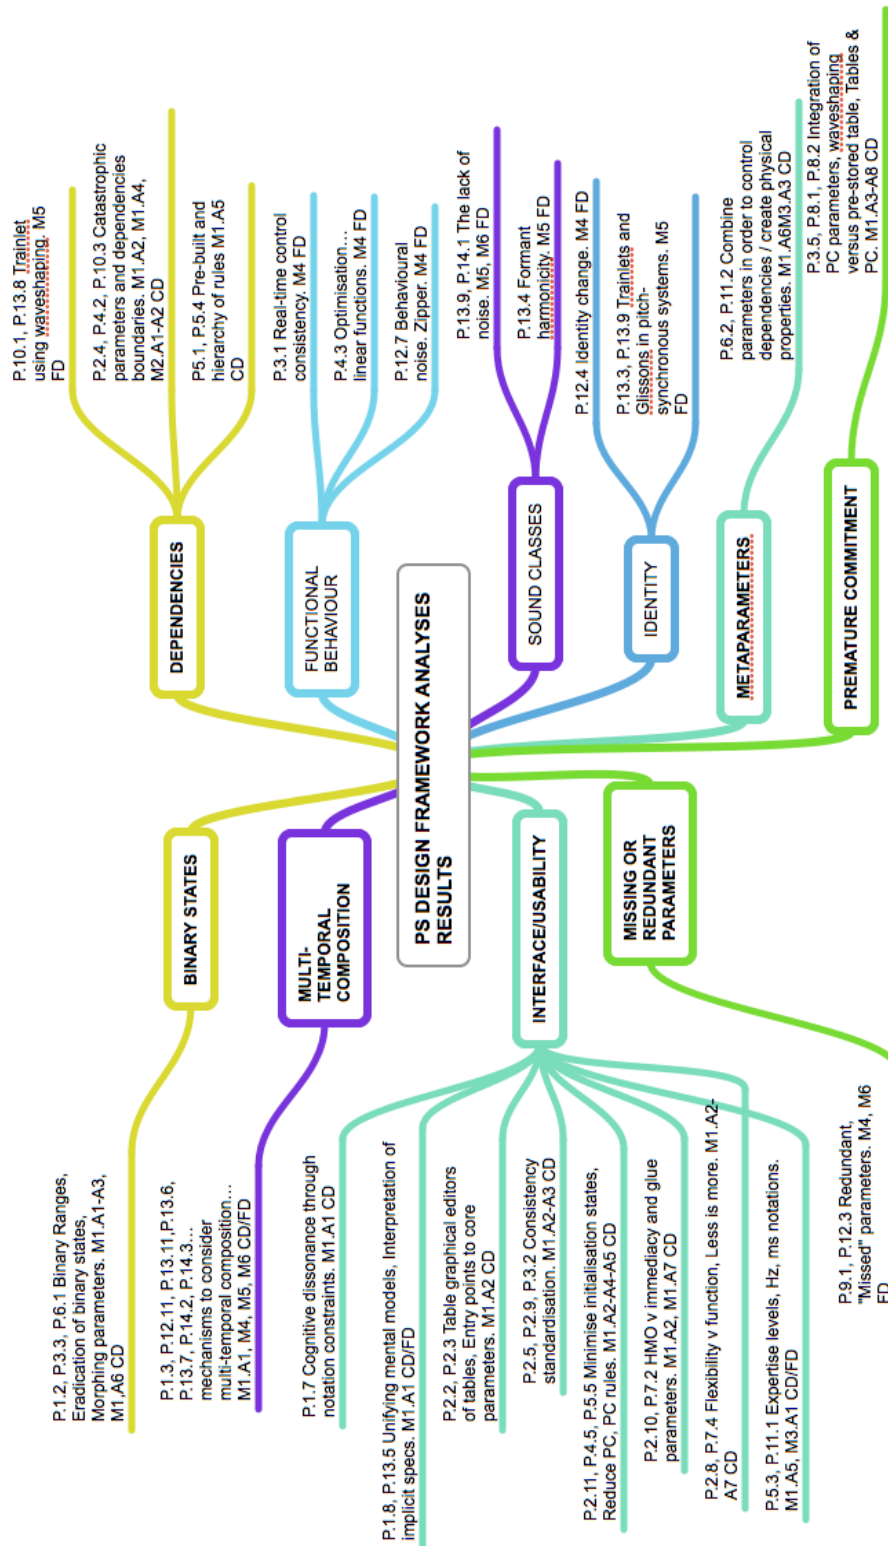 PS DESIGN FRAMEWORK ANALYSES
RESULTS
BINARY STATES
P.1.2, P.3.3, P.6.1 Binary Ranges,
Eradication of binary states,
Morphing parameters. M1.A1-A3,
M1,A6 CD
MULTI-
TEMPORAL
COMPOSITION
P.1.3, P.12.11, P.13.11,P.13.6,
P.13.7, P.14.2, P.14.3...
mechanisms to consider
multi-temporal composition...
M1.A1, M4, M5, M6 CD/FD
INTERFACE/USABILITY
P.1.7 Cognitive dissonance through
notation constraints. M1.A1 CD
P.1.8, P.13.5 Unifying mental models, Interpretation of
implicit specs. M1.A1 CD/FD
P.2.2, P.2.3 Table graphical editors
of tables, Entry points to core
parameters. M1.A2 CD
P.2.5, P.2.9, P.3.2 Consistency
standardisation. M1.A2-A3 CD
P.2.11, P.4.5, P.5.5 Minimise initialisation states,
Reduce PC, PC rules. M1.A2-A4-A5 CD
P.2.10, P.7.2 HMO v immediacy and glue
parameters. M1.A2, M1.A7 CD
P.2.8, P.7.4 Flexibility v function, Less is more. M1.A2-
A7 CD
P.5.3, P.11.1 Expertise levels, Hz, ms notations.
M1.A5, M3.A1 CD/FD
MISSING OR
REDUNDANT
PARAMETERS
P.9.1, P.12.3 Redundant,
"Missed" parameters. M4, M6
FD
DEPENDENCIES
P.10.1, P.13.8 Trainlet
using waveshaping. M5
FD
P.2.4, P.4.2, P.10.3 Catastrophic
parameters and dependencies
boundaries. M1.A2, M1.A4,
M2.A1-A2 CD
P5.1, P.5.4 Pre-built and
hierarchy of rules M1.A5
CD
FUNCTIONAL
BEHAVIOUR
P.3.1 Real-time control
consistency. M4 FD
P.4.3 Optimisation...
linear functions. M4 FD
P.12.7 Behavioural
noise. Zipper. M4 FD
SOUND CLASSES
P.13.9, P.14.1 The lack of
noise. M5, M6 FD
P.13.4 Formant
harmonicity. M5 FD
IDENTITY
P.12.4 Identity change. M4 FD
P.13.3, P.13.9 Trainlets and
Glissons in pitch-
synchronous systems. M5
FD
METAPARAMETERS
P.6.2, P.11.2 Combine
parameters in order to control
dependencies / create physical
properties. M1.A6M3.A3 CD
PREMATURE COMMITMENT
P.3.5, P.8.1, P.8.2 Integration of
PC parameters, waveshaping
versus pre-stored table, Tables &
PC. M1.A3-A8 CD